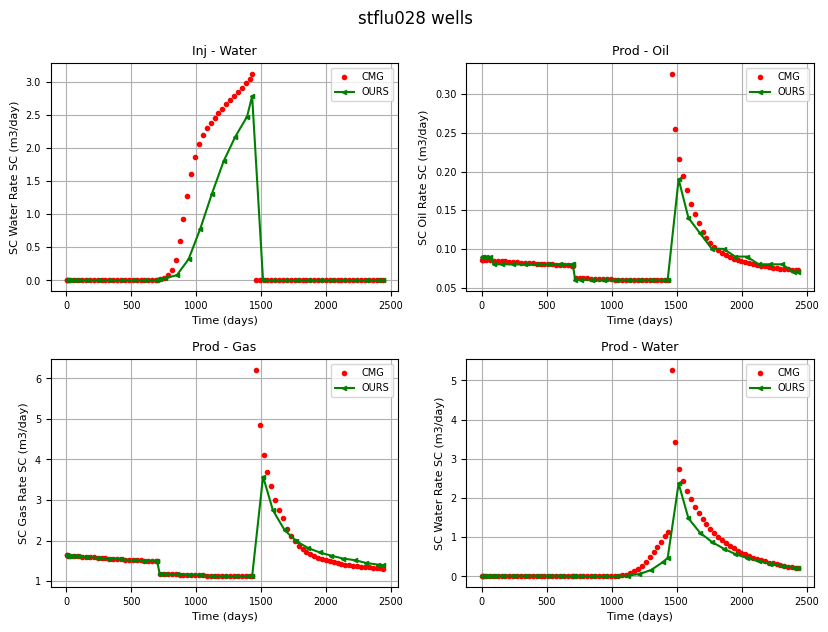 stflu028 wells
Inj - Water
SC Water Rate SC (m3/day)
3.0
2.5
2.0
1.5
1.0
0.5
0.0
CMG
OURS
0 500 1000 1500 2000 2500
Time (days)
Prod - Oil
SC Oil Rate SC (m3/day)
0.30
0.25
0.20
0.15
0.10
0.05
CMG
OURS
0 500 1000 1500 2000 2500
Time (days)
Prod - Gas
SC Gas Rate SC (m3/day)
6
5
4
3
2
1
CMG
OURS
0 500 1000 1500 2000 2500
Time (days)
Prod - Water
SC Water Rate SC (m3/day)
5
4
3
2
1
0
CMG
OURS
0 500 1000 1500 2000 2500
Time (days)